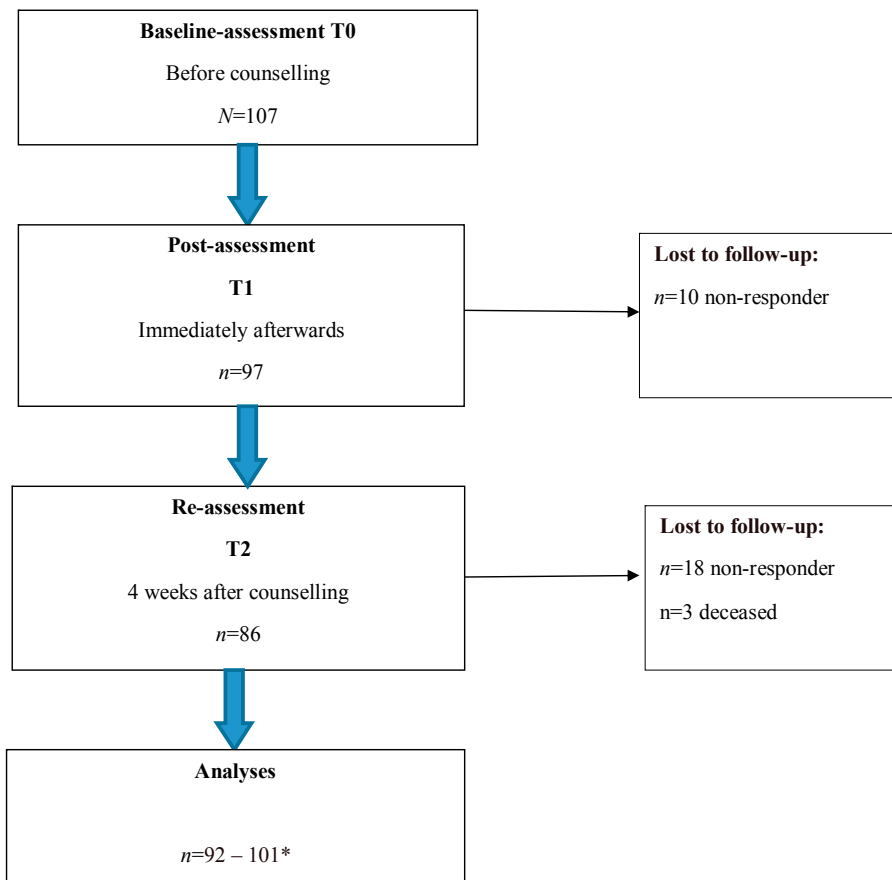 Baseline-assessment T0
Before counselling
N=107
Post-assessment
T1
Immediately afterwards
n=97
Lost to follow-up:
n=10 non-responder
Re-assessment
T2
4 weeks after counselling
n=86
Lost to follow-up:
n=18 non-responder
n=3 deceased
Analyses
n=92 – 101*